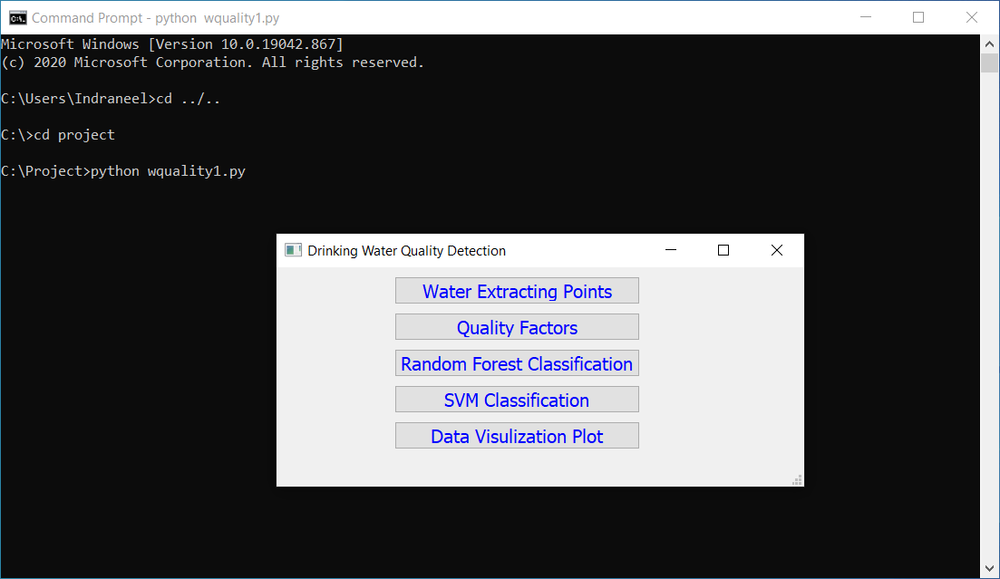 Command Prompt - python  wquality1.py
Microsoft Windows [Version 10.0.19042.867]
(c) 2020 Microsoft Corporation. All rights reserved.
C:\Users\Indraneel>cd ../..
C:\>cd project
C:\Project>python wquality1.py
Drinking Water Quality Detection
Water Extracting Points
Quality Factors
Random Forest Classification
SVM Classification
Data Visulization Plot